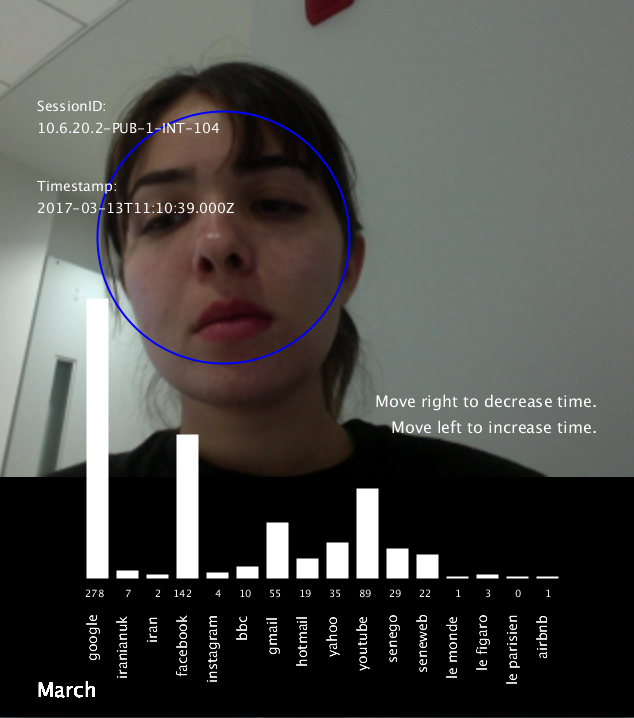 SessionID:
10.6.20.2-PUB-1-INT-104
Timestamp:
2017-03-13T11:10:39.000Z
Move right to decrease time.
Move left to increase time.
278 7 2 142 4 10 55 19 35 89 29 22 1 3 0 1
google iranianuk iran facebook instagram bbc gmail hotmail yahoo youtube senego seneweb le monde le figaro le parisien airbnb
March